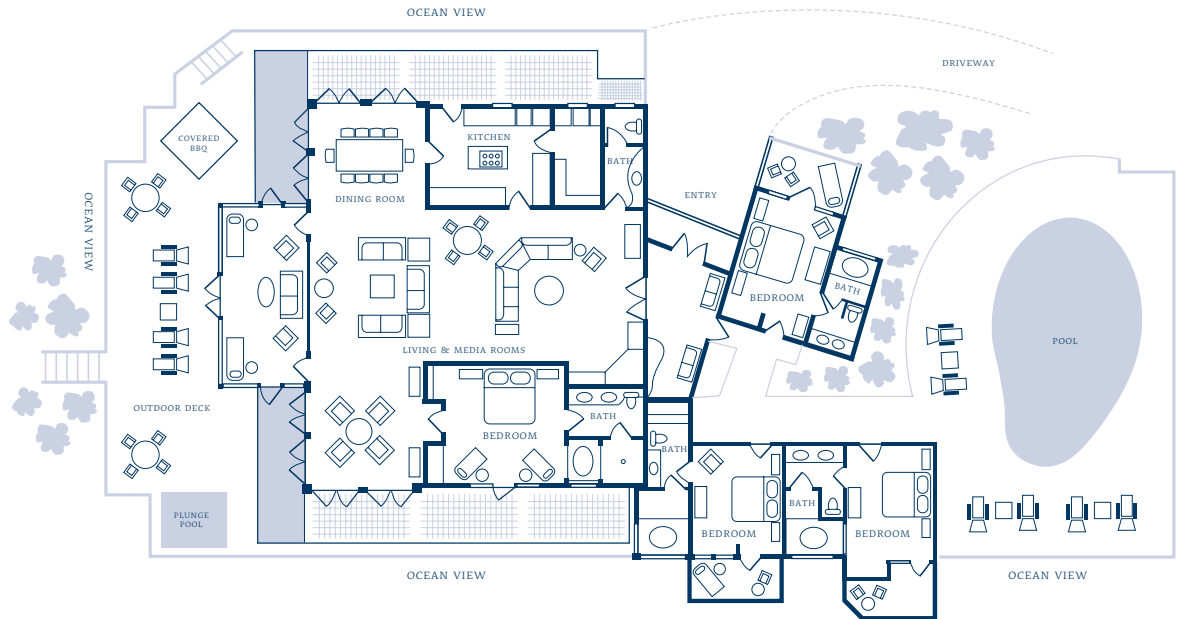 OCEAN VIEW
DRIVEWAY
COVERED
BBQ
KITCHEN
BATH
DINING ROOM
ENTRY
OCEAN VIEW
BATH
BEDROOM
POOL
LIVING & MEDIA ROOMS
OUTDOOR DECK
BATH
BEDROOM
BATH
PLUNGE
POOL
BATH
BEDROOM
BEDROOM
OCEAN VIEW
OCEAN VIEW